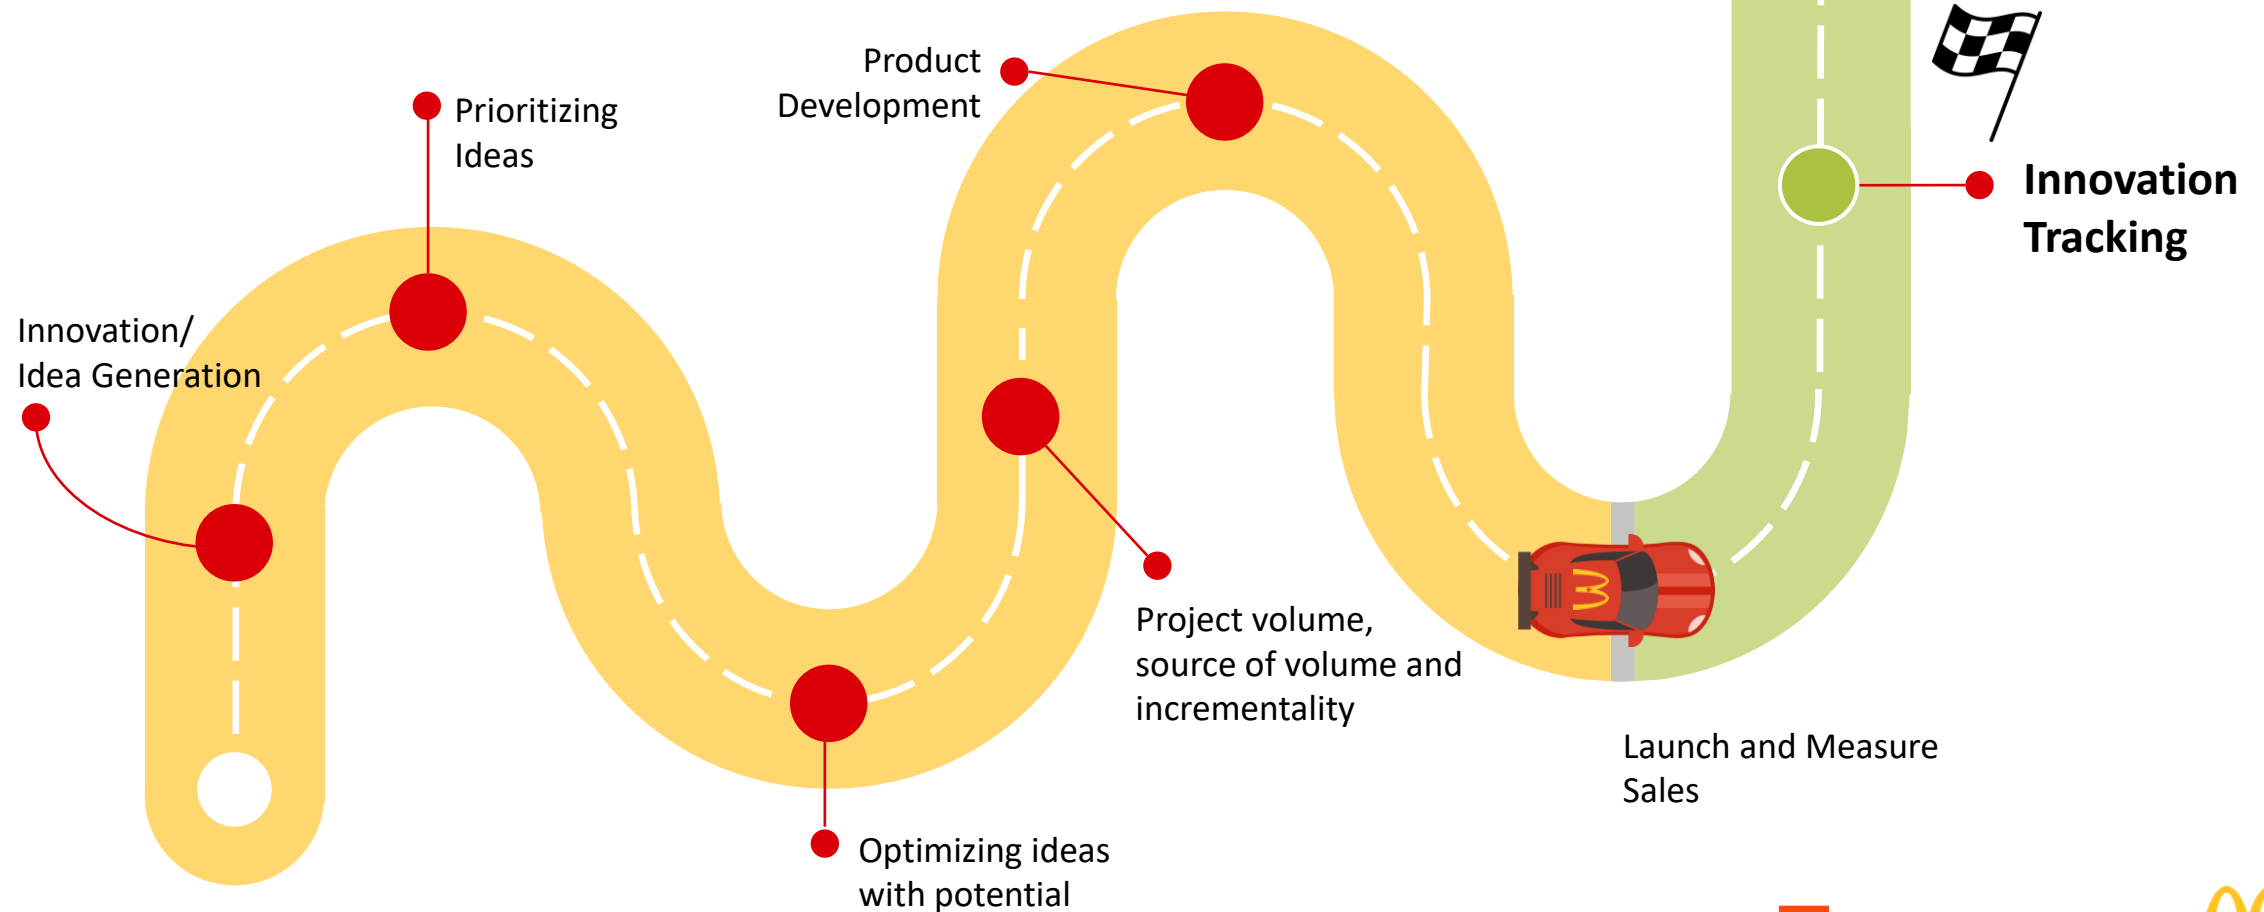 Innovation/
Idea Generation
Prioritizing
Ideas
Optimizing ideas
with potential
Project volume,
source of volume and
incrementality
Product
Development
Launch and Measure
Sales
Innovation
Tracking